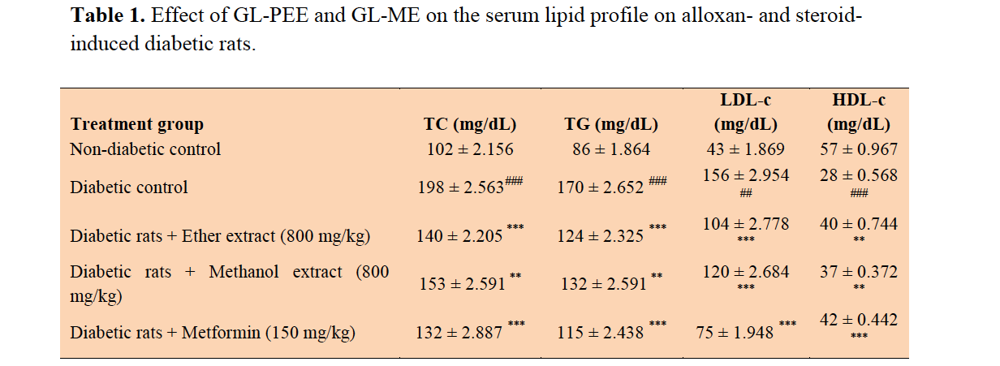 Table 1. Effect of GL-PEE and GL-ME on the serum lipid profile on alloxan- and steroid-
induced diabetic rats.
LDL-c HDL-c
Treatment group TC (mg/dL) TG (mg/dL) (mg/dL) (mg/dL)
Non-diabetic control 102 ± 2.156 86 ± 1.864 43 ± 1.869 57 ± 0.967
156 ± 2.954 28 ± 0.568
Diabetic control 198 ± 2.563### 170 ± 2.652 ###
## ###
104 ± 2.778 40 ± 0.744
Diabetic rats + Ether extract (800 mg/kg) 140 ± 2.205 *** 124 ± 2.325 ***
*** **
Diabetic rats + Methanol extract (800 120 ± 2.684 37 ± 0.372
153 ± 2.591 ** 132 ± 2.591 **
mg/kg) *** **
42 ± 0.442
Diabetic rats + Metformin (150 mg/kg) 132 ± 2.887 *** 115 ± 2.438 *** 75 ± 1.948 ***
***